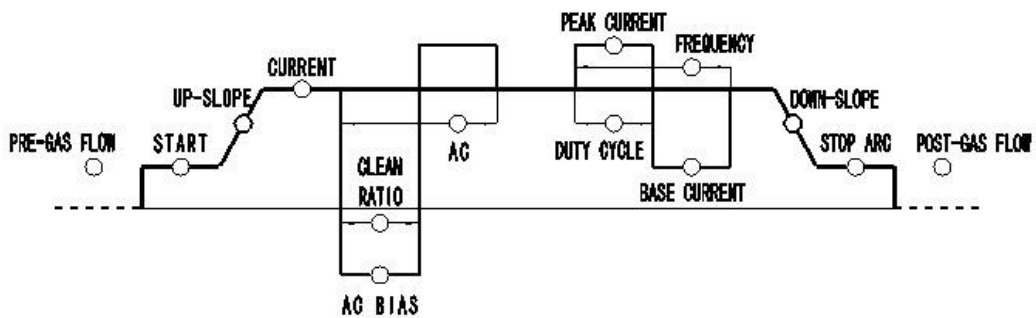 PEAK CURRENT
FREQUENCY
CURRENT
UP-SLOPE
DOWN-SLOPE
PRE-GAS FLOW
START
AC
DUTY CYCLE
STOP ARC
POST-GAS FLOW
CLEAN
RATIO
BASE CURRENT
AC BIAS